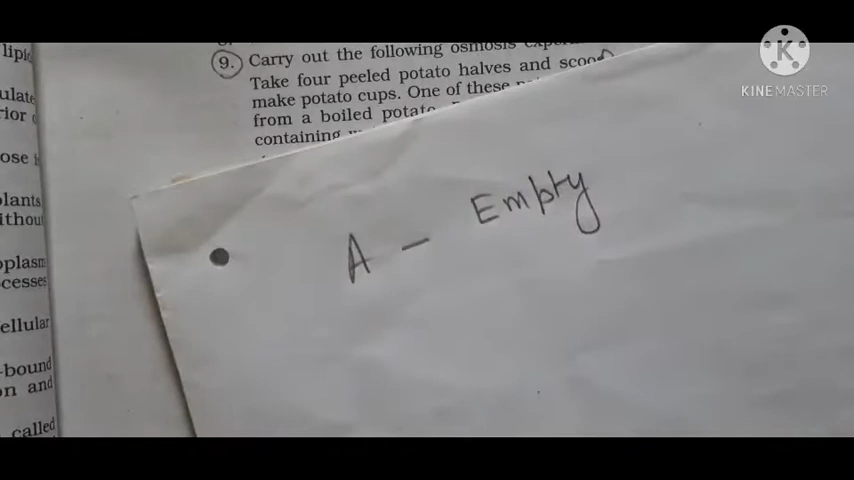 lipid
9. Carry out the following osmosis
Take four peeled potato halves and scoo
make potato cups. One of these
from a boiled potato.
containing
ulate
rior
ose
plants
ithou
oplasm
ocesses
ellular
-bound
on and
called
A - Empty
K
KINEMASTER